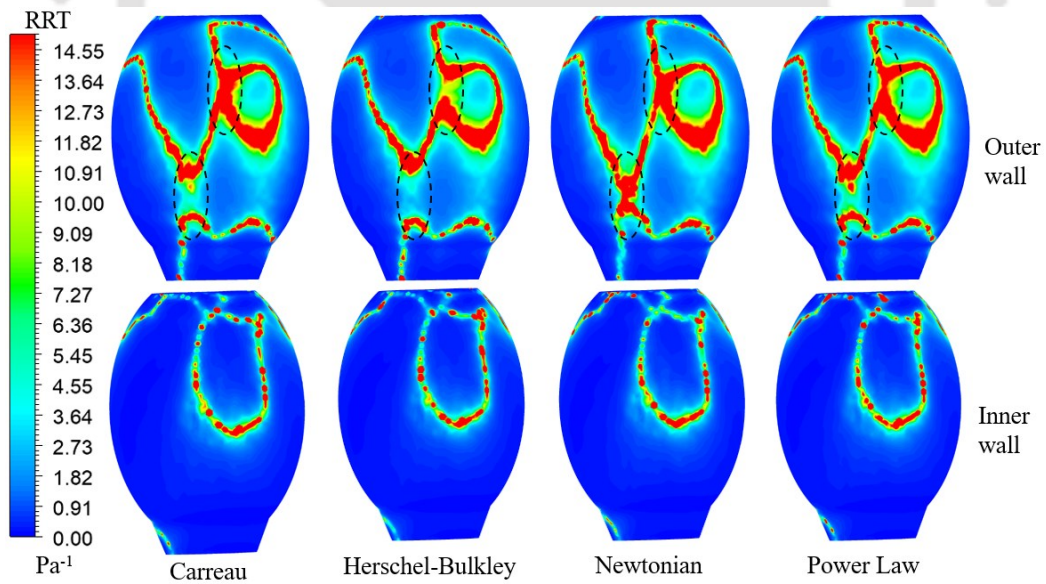 RRT
14.55
13.64
12.73
11.82
10.91
10.00
9.09
8.18
7.27
6.36
5.45
4.55
3.64
2.73
1.82
0.91
0.00
Pa⁻¹
Outer
wall
Inner
wall
Carreau
Herschel-Bulkley
Newtonian
Power Law